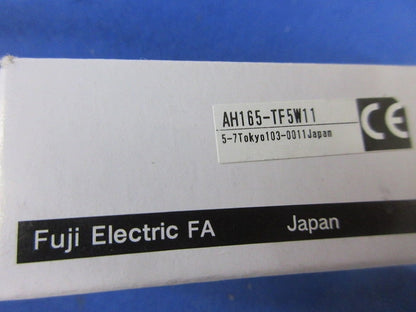 AH165-TF5W11
5-7Tokyo103-0011Japan
CE
Fuji Electric FA Japan